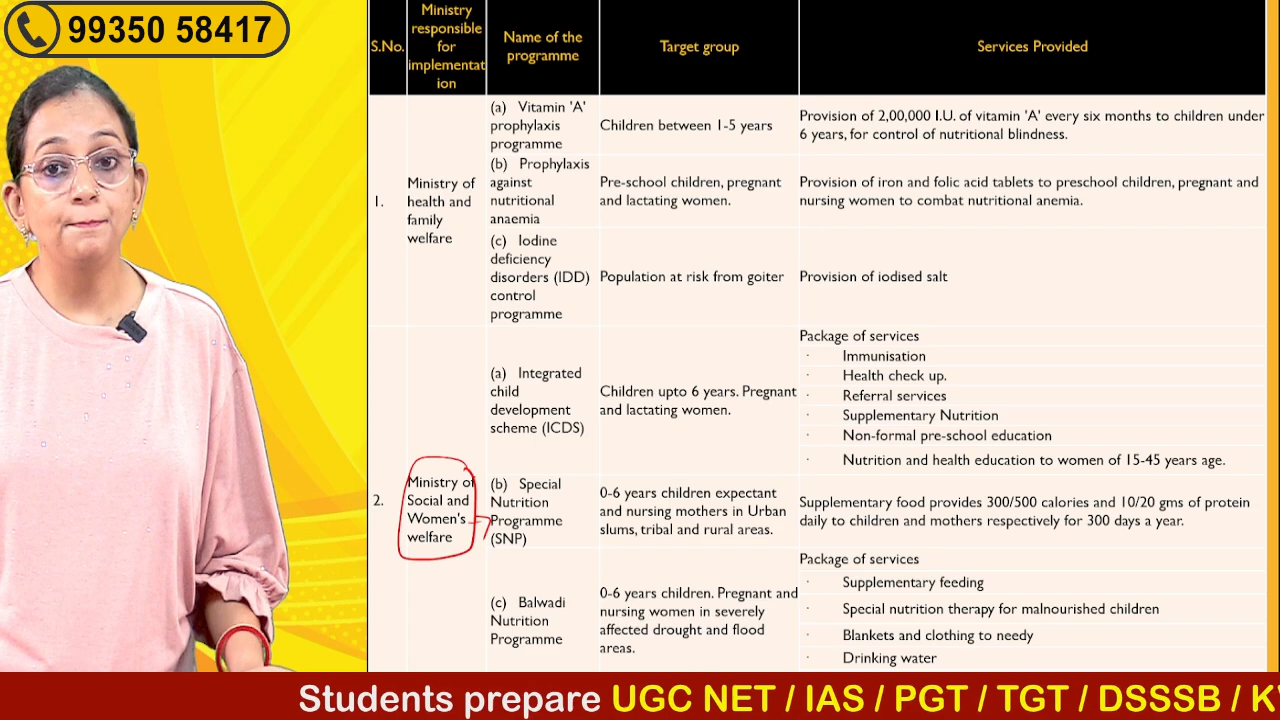 99350 58417
S.No.
Ministry
responsible
for
implementat
ion
Name of the
programme
Target group
Services Provided
1.
Ministry of
health and
family
welfare
(a) Vitamin 'A'
prophylaxis
programme
Children between 1-5 years
Provision of 2,00,000 I.U. of vitamin 'A' every six months to children under
6 years, for control of nutritional blindness.
(b) Prophylaxis
against
nutritional
anaemia
Pre-school children, pregnant
and lactating women.
Provision of iron and folic acid tablets to preschool children, pregnant and
nursing women to combat nutritional anemia.
(c) Iodine
deficiency
disorders (IDD)
control
programme
Population at risk from goiter
Provision of iodised salt
2.
Ministry of
Social and
Women's
welfare
(a) Integrated
child
development
scheme (ICDS)
Children upto 6 years. Pregnant
and lactating women.
Package of services
· Immunisation
· Health check up.
· Referral services
· Supplementary Nutrition
· Non-formal pre-school education
· Nutrition and health education to women of 15-45 years age.
(b) Special
Nutrition
Programme
(SNP)
0-6 years children expectant
and nursing mothers in Urban
slums, tribal and rural areas.
Supplementary food provides 300/500 calories and 10/20 gms of protein
daily to children and mothers respectively for 300 days a year.
(c) Balwadi
Nutrition
Programme
0-6 years children. Pregnant and
nursing women in severely
affected drought and flood
areas.
Package of services
· Supplementary feeding
· Special nutrition therapy for malnourished children
· Blankets and clothing to needy
· Drinking water
Students prepare UGC NET / IAS / PGT / TGT / DSSSB / K